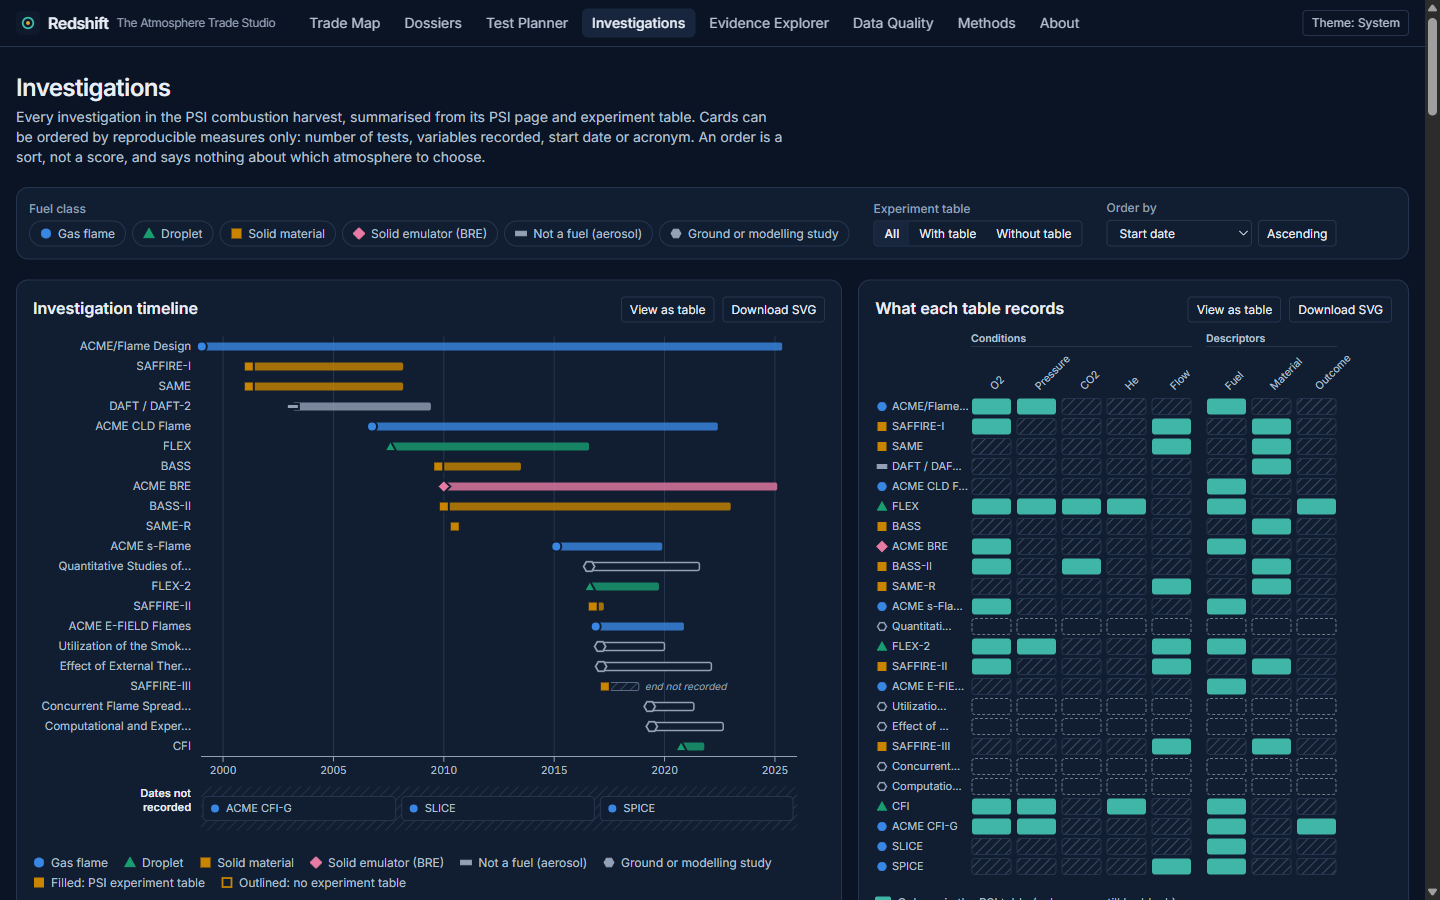 Redshift The Atmosphere Trade Studio Trade Map Dossiers Test Planner Investigations Evidence Explorer Data Quality Methods About Theme: System
Investigations
Every investigation in the PSI combustion harvest, summarised from its PSI page and experiment table. Cards can
be ordered by reproducible measures only: number of tests, variables recorded, start date or acronym. An order is a
sort, not a score, and says nothing about which atmosphere to choose.
Fuel class
Gas flame Droplet Solid material Solid emulator (BRE) Not a fuel (aerosol) Ground or modelling study
Experiment table
All With table Without table
Order by
Start date Ascending
Investigation timeline View as table Download SVG
ACME/Flame Design
SAFFIRE-I
SAME
DAFT / DAFT-2
ACME CLD Flame
FLEX
BASS
ACME BRE
BASS-II
SAME-R
ACME s-Flame
Quantitative Studies of...
FLEX-2
SAFFIRE-II
ACME E-FIELD Flames
Utilization of the Smok...
Effect of External Ther...
SAFFIRE-III end not recorded
Concurrent Flame Spread...
Computational and Exper...
CFI
2000 2005 2010 2015 2020 2025
Dates not
recorded
ACME CFI-G SLICE SPICE
Gas flame Droplet Solid material Solid emulator (BRE) Not a fuel (aerosol) Ground or modelling study
Filled: PSI experiment table Outlined: no experiment table
What each table records View as table Download SVG
Conditions Descriptors
O2 Pressure CO2 He Flow Fuel Material Outcome
ACME/Flame...
SAFFIRE-I
SAME
DAFT / DAF...
ACME CLD F...
FLEX
BASS
ACME BRE
BASS-II
SAME-R
ACME s-Fla...
Quantitati...
FLEX-2
SAFFIRE-II
ACME E-FIE...
Utilizatio...
Effect of ...
SAFFIRE-III
Concurrent...
Computatio...
CFI
ACME CFI-G
SLICE
SPICE